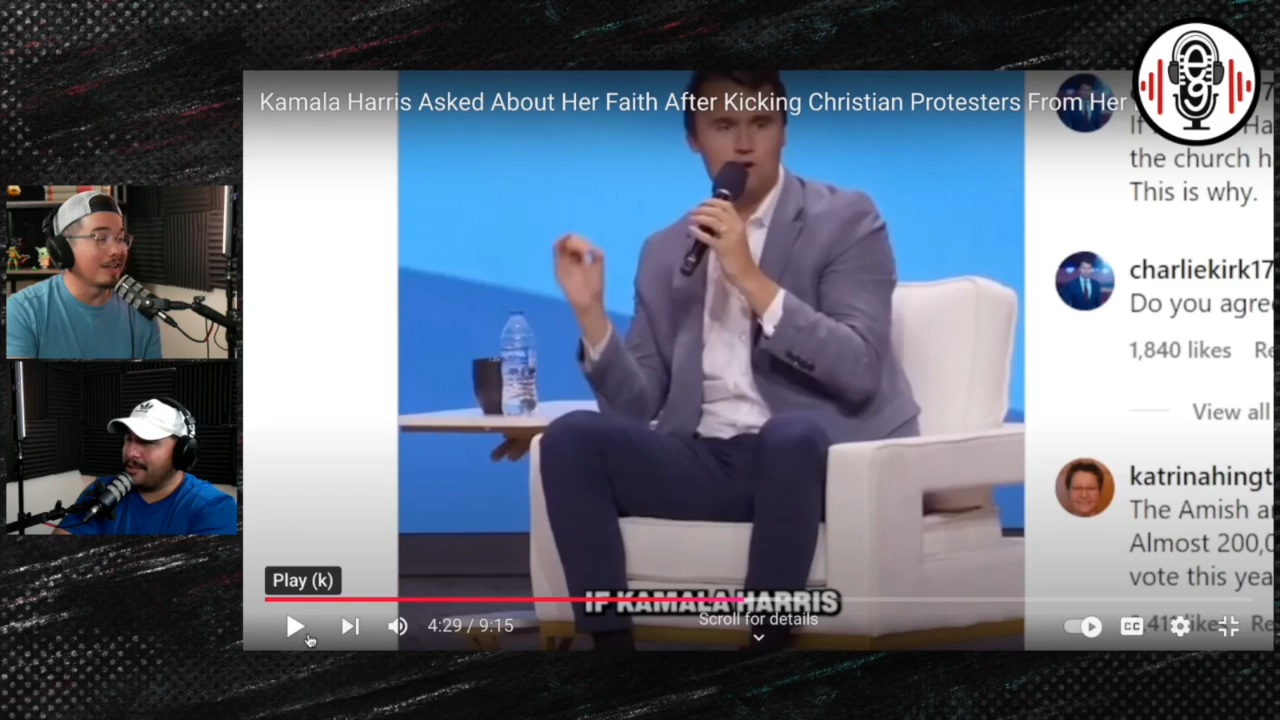 Kamala Harris Asked About Her Faith After Kicking Christian Protesters From Her
the church h
This is why.
charliekirk17
Do you agre
1,840 likes
View all
katrinahingt
The Amish a
Almost 200,0
vote this yea
Play (k)
IF KAMALA HARRIS
Scroll for details
4:29 / 9:15
CC